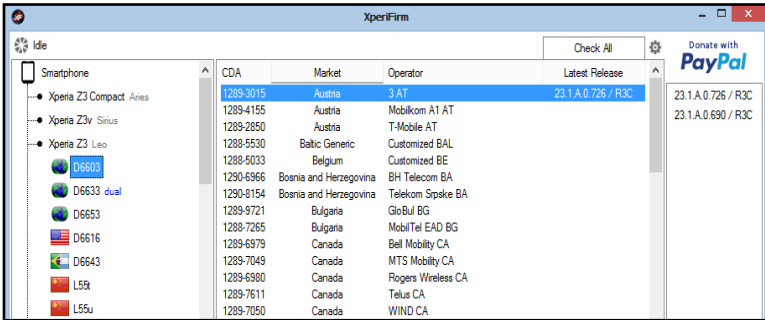 XperiFirm
Idle
Check All
Donate with
PayPal
Smartphone
Xperia Z3 Compact Aries
Xperia Z3v Sirius
Xperia Z3 Leo
D6603
D6633 dual
D6653
D6616
D6643
L55t
L55u
CDA Market Operator Latest Release
1289-3015 Austria 3 AT 23.1.A.0.726 / R3C
1289-4155 Austria Mobilkom A1 AT
1289-2850 Austria T-Mobile AT
1288-5530 Baltic Generic Customized BAL
1288-5033 Belgium Customized BE
1290-6966 Bosnia and Herzegovina BH Telecom BA
1290-8154 Bosnia and Herzegovina Telekom Srpske BA
1289-9721 Bulgaria GloBul BG
1288-7265 Bulgaria MobilTel EAD BG
1289-6979 Canada Bell Mobility CA
1289-7049 Canada MTS Mobility CA
1289-6980 Canada Rogers Wireless CA
1289-7611 Canada Telus CA
1289-7050 Canada WIND CA
23.1.A.0.726 / R3C
23.1.A.0.690 / R3C